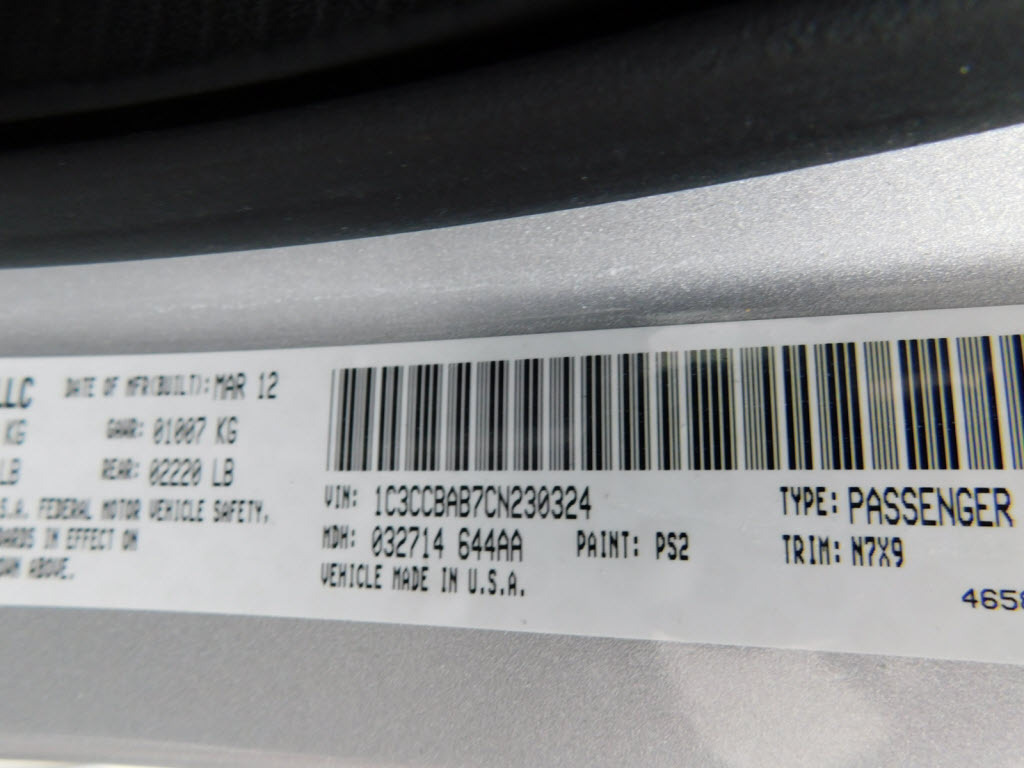 LLC DATE OF MFR(BUILT): MAR 12
KG GAWR: 01007 KG
LB REAR: 02220 LB
S.A. FEDERAL MOTOR VEHICLE SAFETY,
ARDS IN EFFECT ON
OWN ABOVE.
VIN: 1C3CCBAB7CN230324 TYPE: PASSENGER
MDH: 032714 644AA PAINT: PS2 TRIM: N7X9
VEHICLE MADE IN U.S.A.
4658